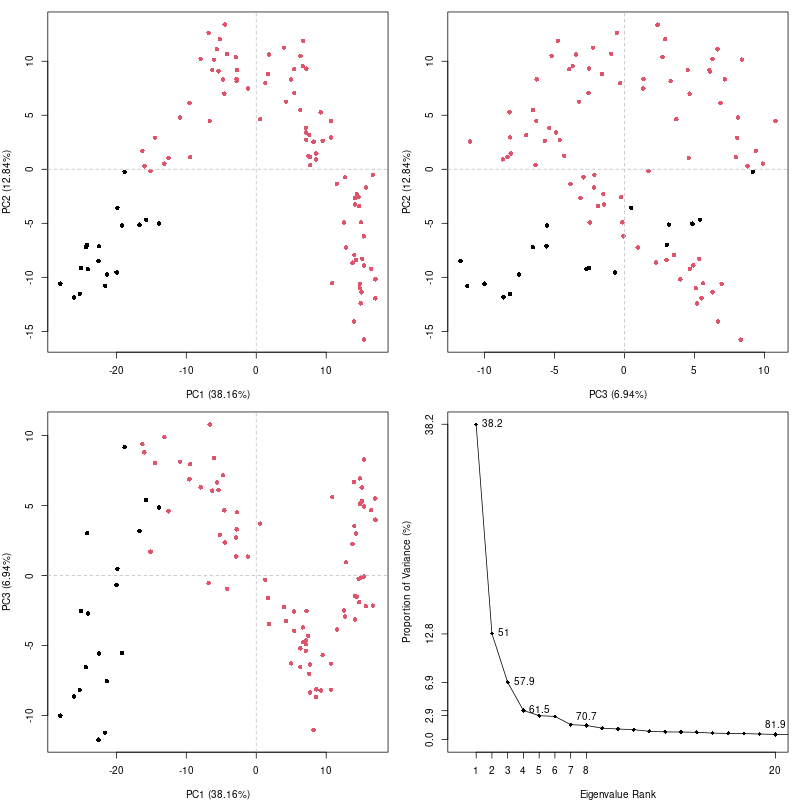 10
5
0
-5
-10
-15
PC2 (12.84%)
-20 -10 0 10
PC1 (38.16%)
10
5
0
-5
-10
-15
PC2 (12.84%)
-10 -5 0 5 10
PC3 (6.94%)
10
5
0
-5
-10
PC3 (6.94%)
-20 -10 0 10
PC1 (38.16%)
38.2
12.8
6.9
2.9
0.0
Proportion of Variance (%)
38.2
51
57.9
61.5
70.7
81.9
1 2 3 4 5 6 7 8 20
Eigenvalue Rank